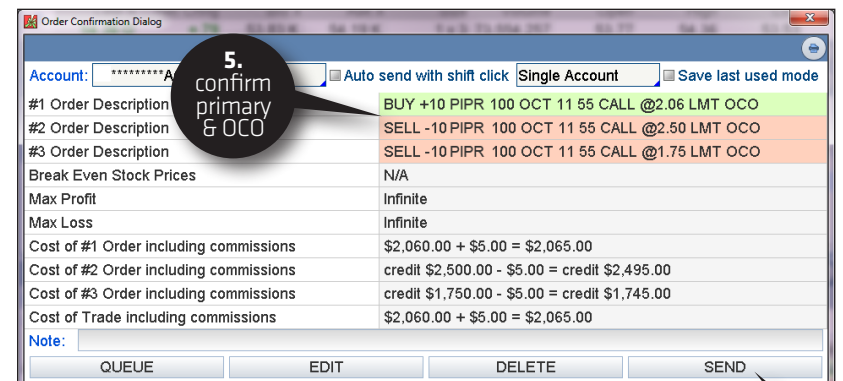 Order Confirmation Dialog
Account: *********A
Auto send with shift click
Single Account
Save last used mode
5.
confirm
primary
& OCO
#1 Order Description BUY +10 PIPR 100 OCT 11 55 CALL @2.06 LMT OCO
#2 Order Description SELL -10 PIPR 100 OCT 11 55 CALL @2.50 LMT OCO
#3 Order Description SELL -10 PIPR 100 OCT 11 55 CALL @1.75 LMT OCO
Break Even Stock Prices N/A
Max Profit Infinite
Max Loss Infinite
Cost of #1 Order including commissions $2,060.00 + $5.00 = $2,065.00
Cost of #2 Order including commissions credit $2,500.00 - $5.00 = credit $2,495.00
Cost of #3 Order including commissions credit $1,750.00 - $5.00 = credit $1,745.00
Cost of Trade including commissions $2,060.00 + $5.00 = $2,065.00
Note:
QUEUE EDIT DELETE SEND